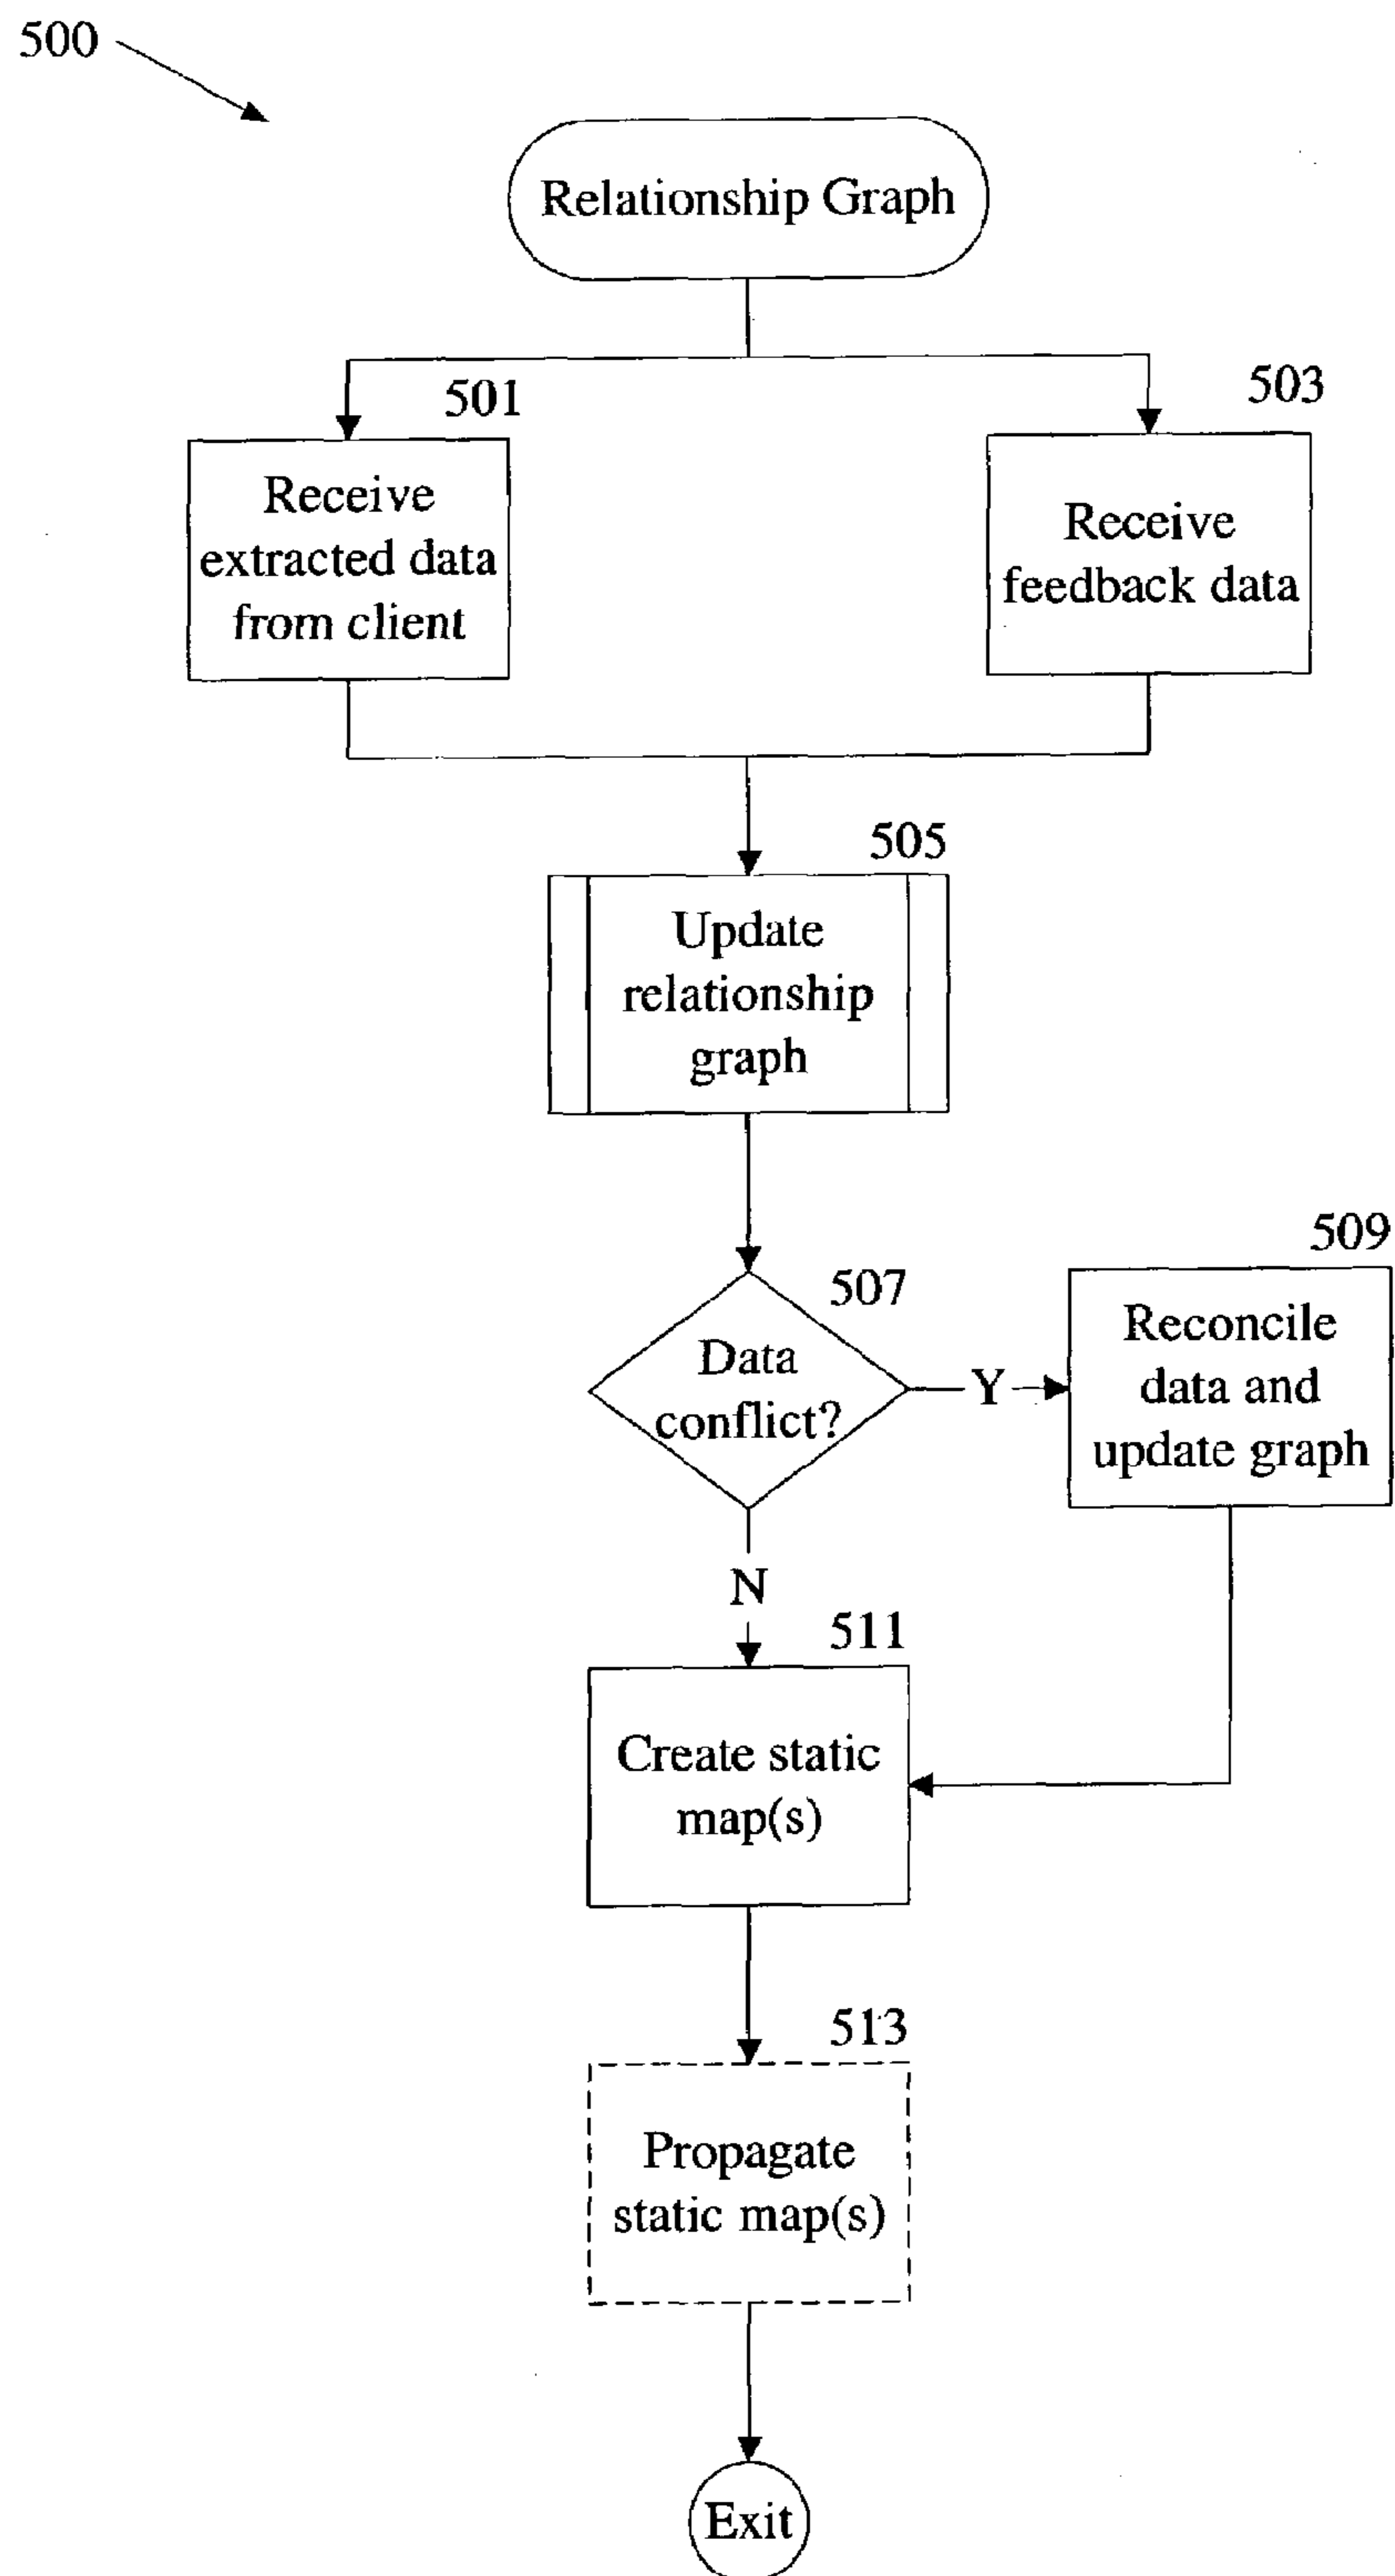 500
Relationship Graph
501
503
Receive
extracted data
from client
Receive
feedback data
505
Update
relationship
graph
509
507
Data
conflict?
Y
Reconcile
data and
update graph
N
511
Create static
map(s)
513
Propagate
static map(s)
Exit